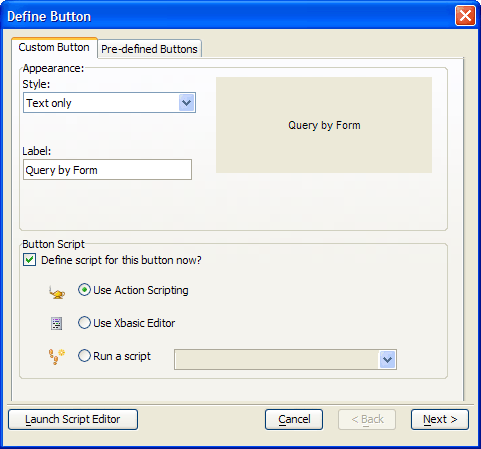 Define Button
Custom Button
Pre-defined Buttons
Appearance:
Style:
Text only
Query by Form
Label:
Query by Form
Button Script
Define script for this button now?
Use Action Scripting
Use Xbasic Editor
Run a script
Launch Script Editor
Cancel
< Back
Next >